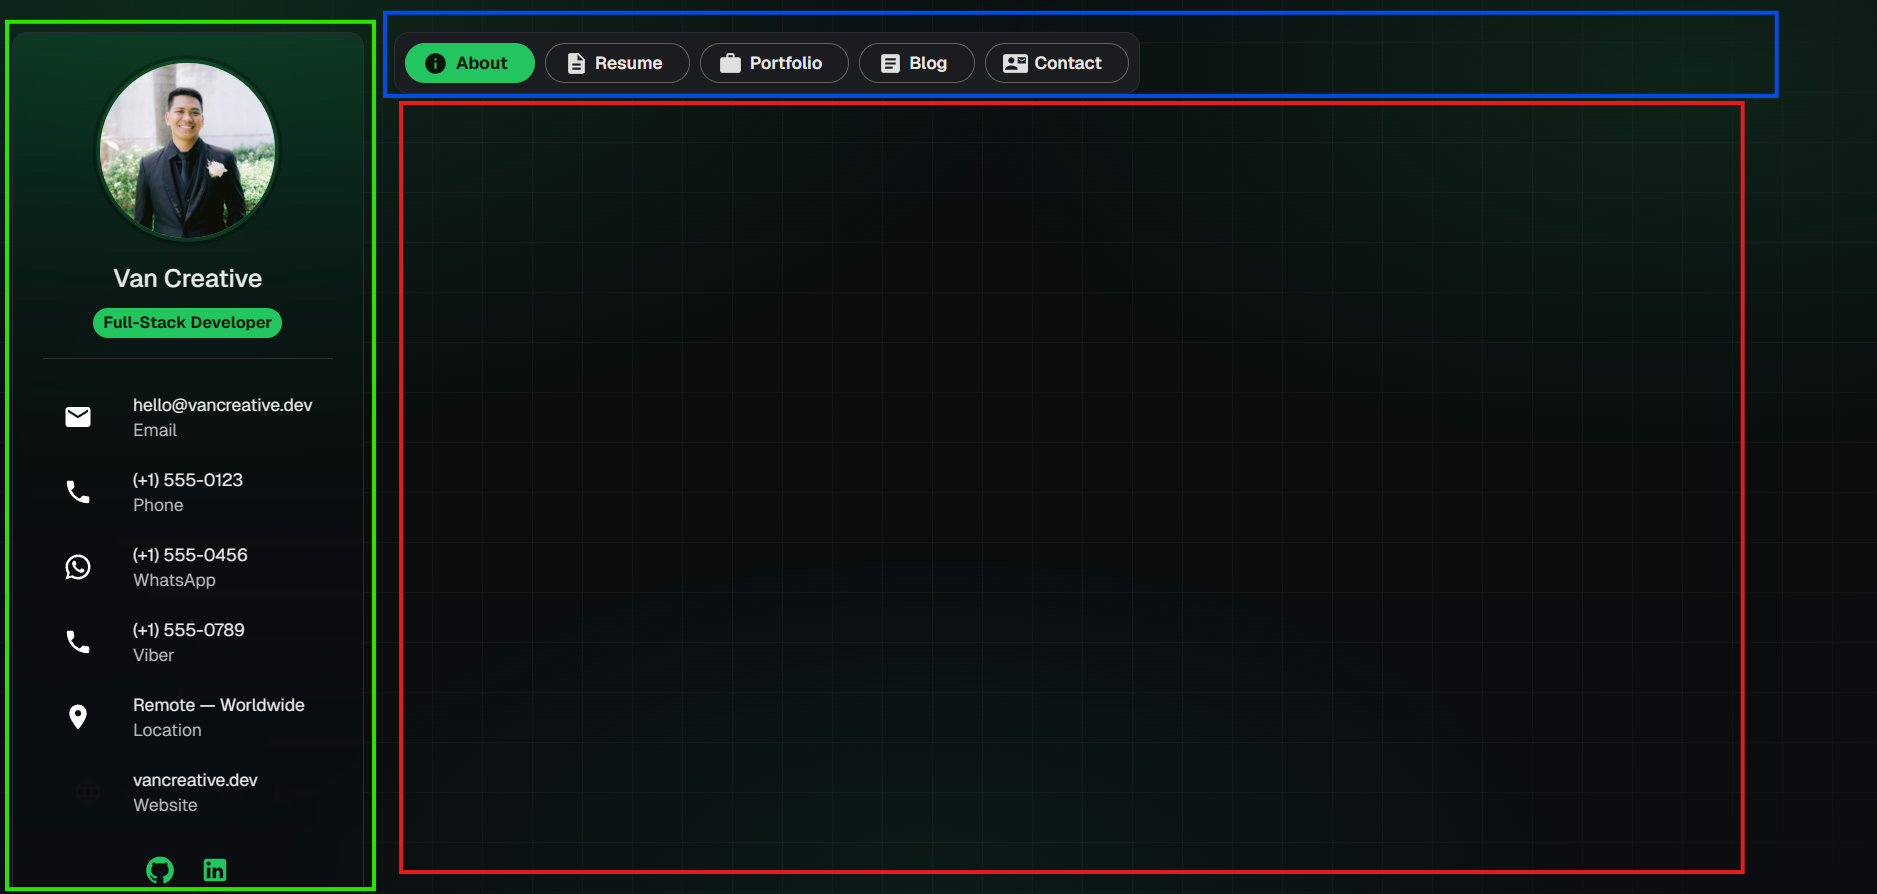 Van Creative
Full-Stack Developer
hello@vancreative.dev
Email
(+1) 555-0123
Phone
(+1) 555-0456
WhatsApp
(+1) 555-0789
Viber
Remote — Worldwide
Location
vancreative.dev
Website
About
Resume
Portfolio
Blog
Contact